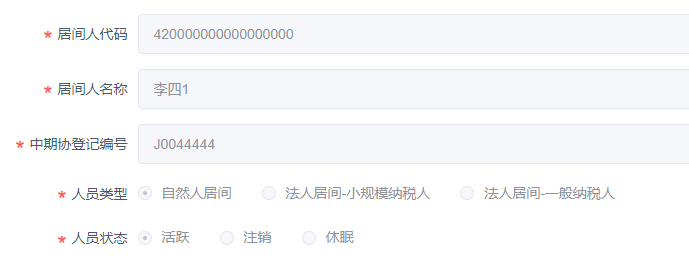 * 居间人代码 420000000000000000
* 居间人名称 李四1
* 中期协登记编号 J0044444
* 人员类型 自然人居间 法人居间-小规模纳税人 法人居间-一般纳税人
* 人员状态 活跃 注销 休眠